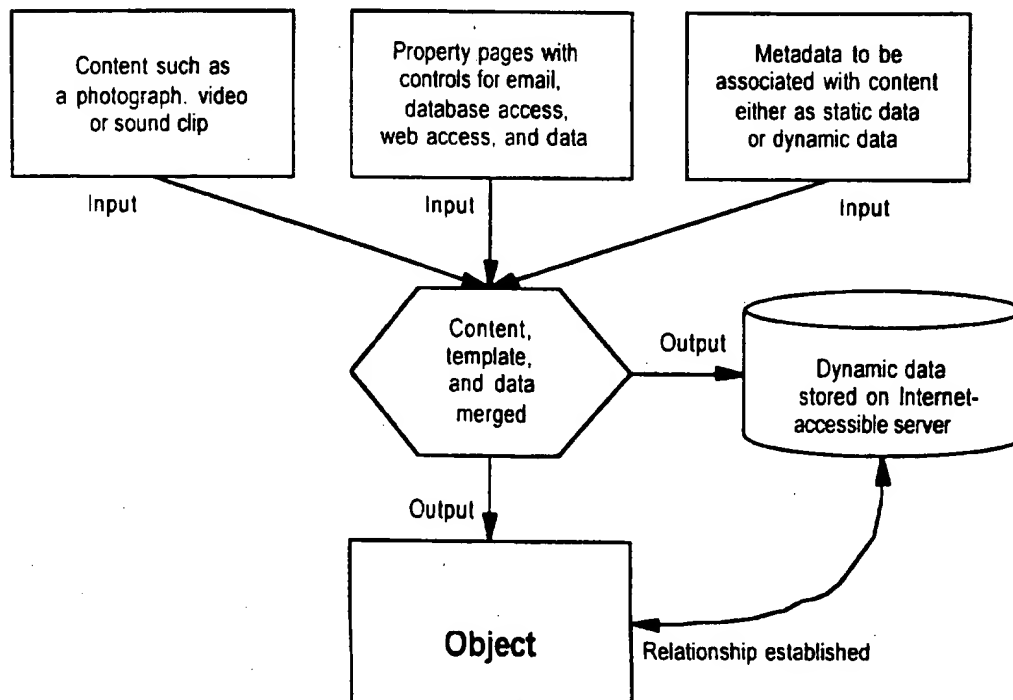 Content such as
a photograph. video
or sound clip
Property pages with
controls for email,
database access,
web access, and data
Metadata to be
associated with content
either as static data
or dynamic data
Input
Input
Input
Content,
template,
and data
merged
Output
Dynamic data
stored on Internet-
accessible server
Output
Object
Relationship established